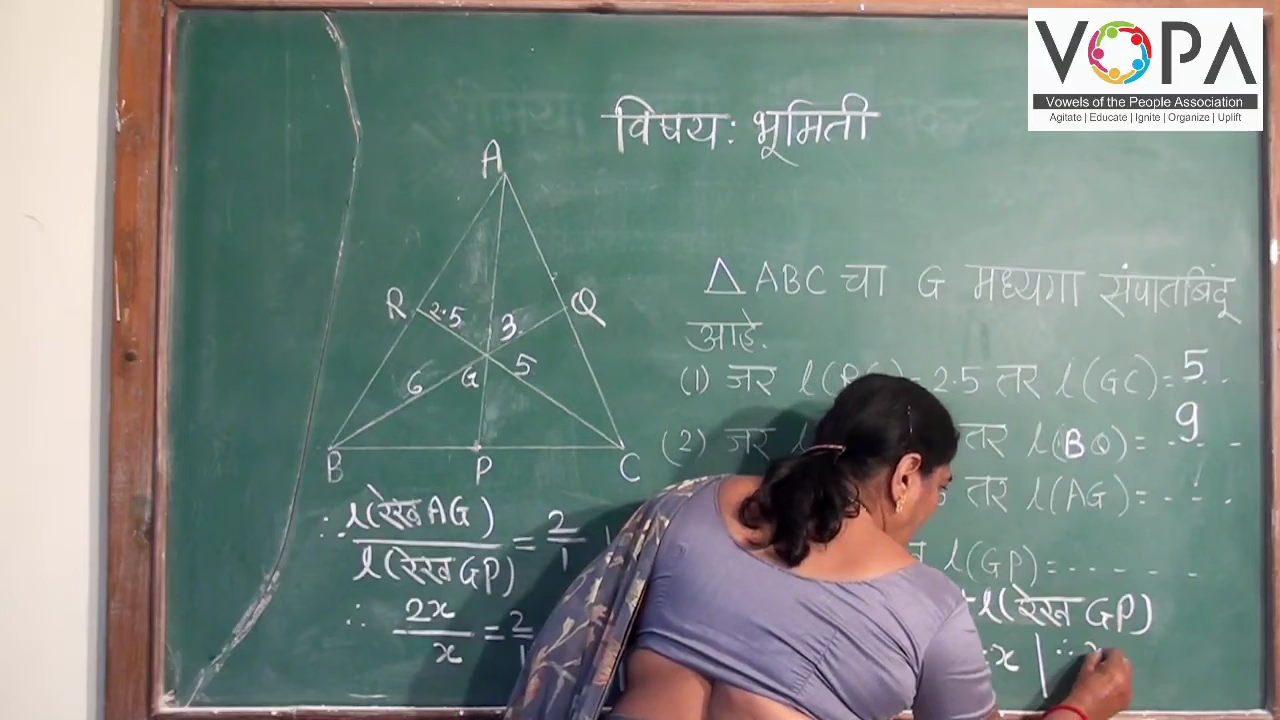 VOPA
Vowels of the People Association
Agitate | Educate | Ignite | Organize | Uplift
विषय: भूमिती
A
R 2.5 3. Q
6 G 5
B P C
△ABC चा G मध्यगा संपातबिंदू
आहे.
(1) जर l(R = 2.5 तर l(GC) = 5..
(2) जर l तर l(BQ) = 9
तर l(AG) = ....
l(GP) = .....
∴ l(रेख AG) / l(रेख GP) = 2/1
l(रेख GP)
∴ 2x/x = 2/1
x | ∴